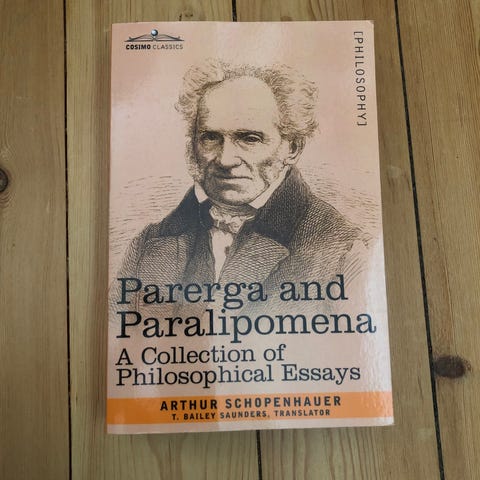 COSIMO CLASSICS
[PHILOSOPHY]
Parerga and
Paralipomena
A Collection of
Philosophical Essays
ARTHUR SCHOPENHAUER
T. BAILEY SAUNDERS, TRANSLATOR